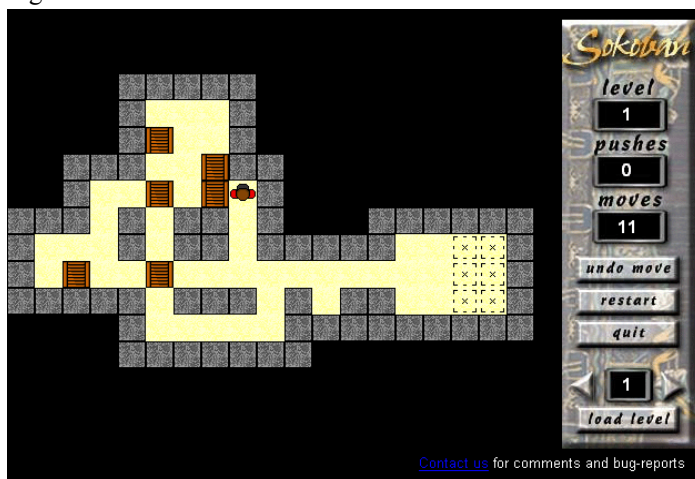 Sokoban
level
1
pushes
0
moves
11
undo move
restart
quit
1
load level
Contact us for comments and bug-reports